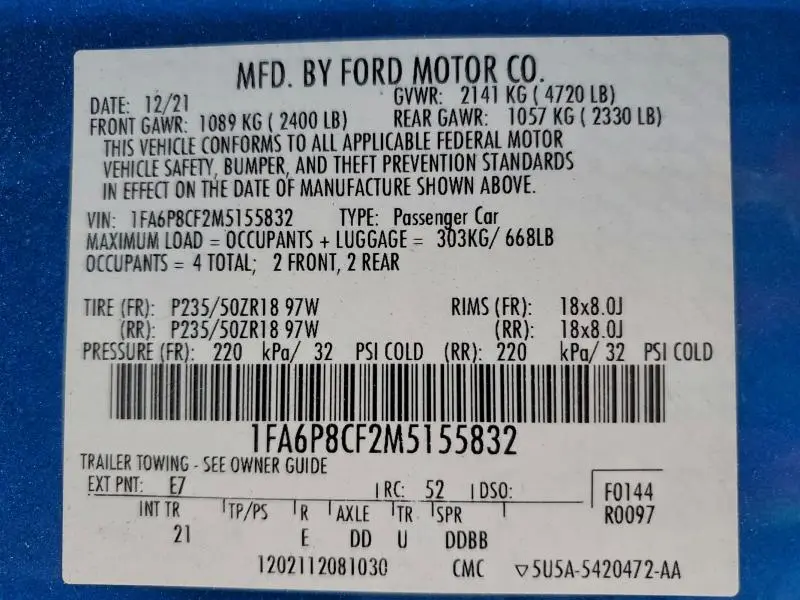 MFD. BY FORD MOTOR CO.
DATE: 12/21 GVWR: 2141 KG ( 4720 LB)
FRONT GAWR: 1089 KG ( 2400 LB) REAR GAWR: 1057 KG ( 2330 LB)
THIS VEHICLE CONFORMS TO ALL APPLICABLE FEDERAL MOTOR
VEHICLE SAFETY, BUMPER, AND THEFT PREVENTION STANDARDS
IN EFFECT ON THE DATE OF MANUFACTURE SHOWN ABOVE.
VIN: 1FA6P8CF2M5155832 TYPE: Passenger Car
MAXIMUM LOAD = OCCUPANTS + LUGGAGE = 303KG/ 668LB
OCCUPANTS = 4 TOTAL; 2 FRONT, 2 REAR
TIRE (FR): P235/50ZR18 97W RIMS (FR): 18x8.0J
(RR): P235/50ZR18 97W (RR): 18x8.0J
PRESSURE (FR): 220 kPa/ 32 PSI COLD (RR): 220 kPa/ 32 PSI COLD
1FA6P8CF2M5155832
TRAILER TOWING - SEE OWNER GUIDE
EXT PNT: E7 RC: 52 DSO: F0144
INT TR TP/PS R AXLE TR SPR R0097
21 E DD U DDBB
1202112081030 CMC ▽5U5A-5420472-AA